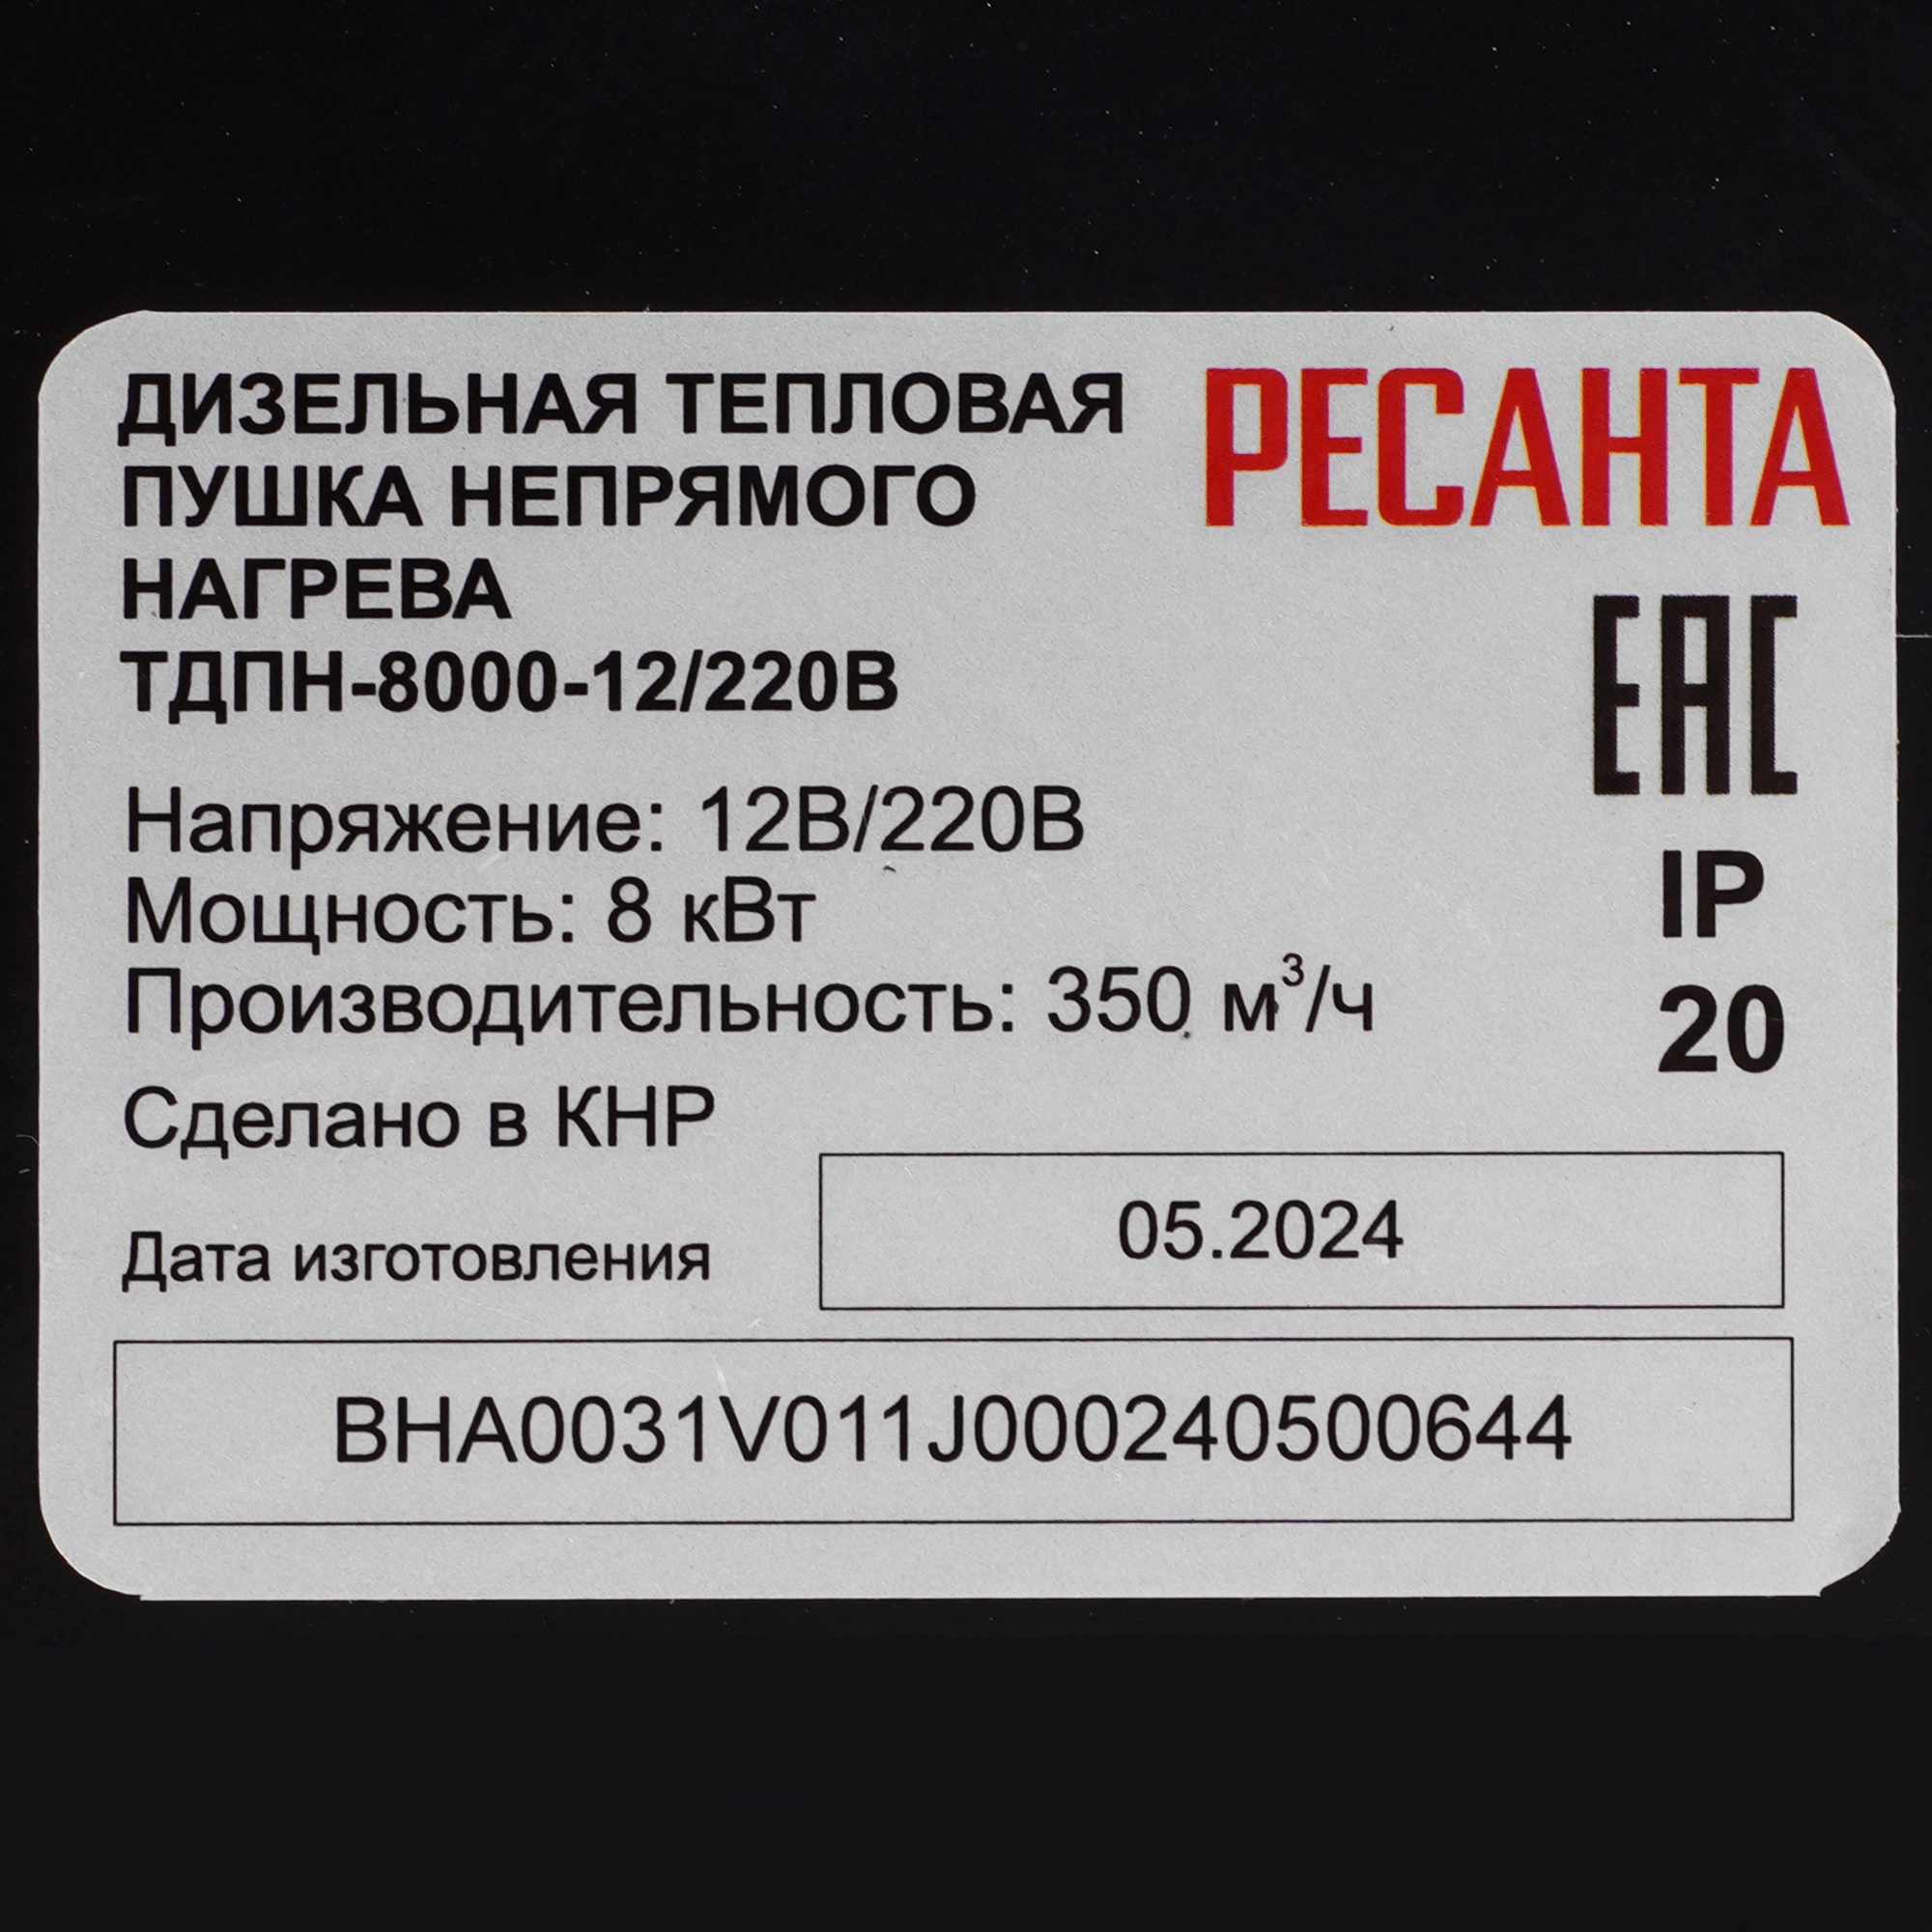 ДИЗЕЛЬНАЯ ТЕПЛОВАЯ
ПУШКА НЕПРЯМОГО
НАГРЕВА
ТДПН-8000-12/220В
РЕСАНТА
EAC
IP
20
Напряжение: 12В/220В
Мощность: 8 кВт
Производительность: 350 м³/ч
Сделано в КНР
Дата изготовления
05.2024
BHA0031V011J000240500644